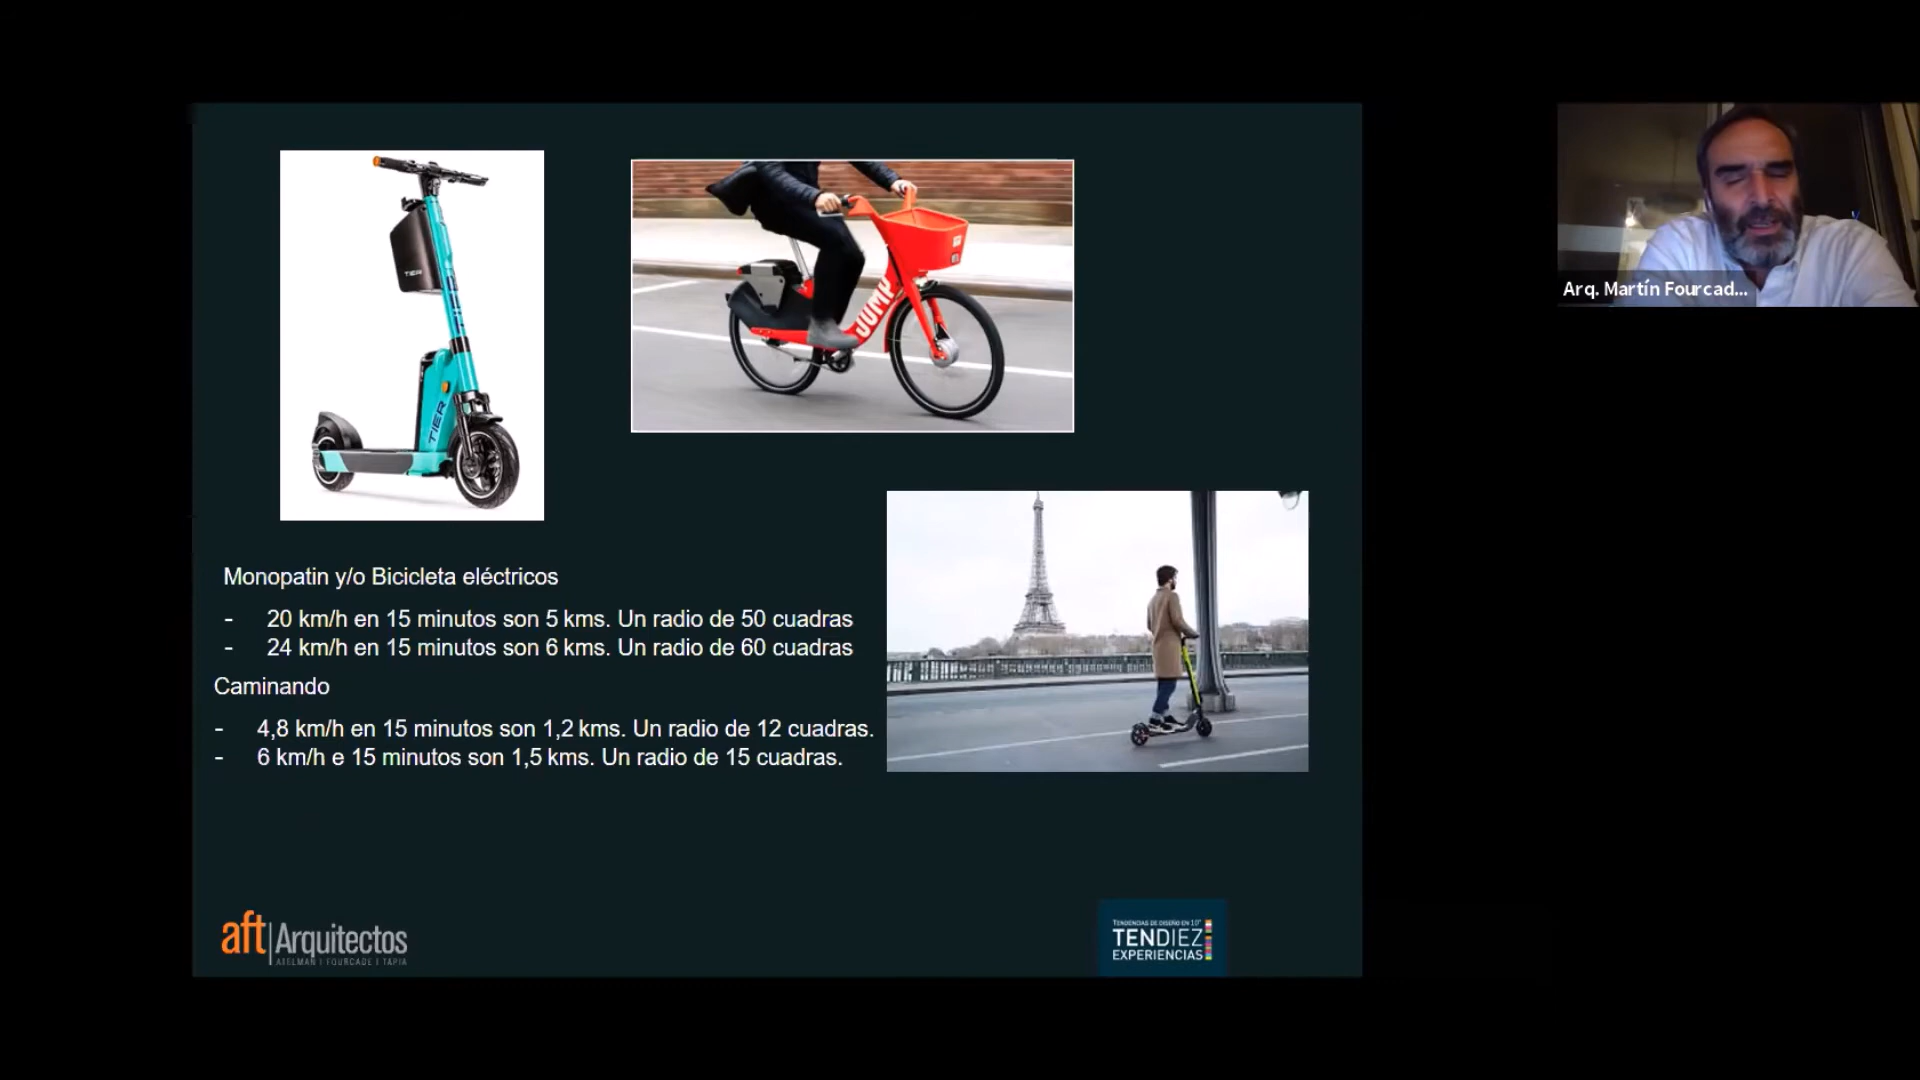 TIER
TIER
JUMP
Arq. Martín Fourcad...
Monopatin y/o Bicicleta eléctricos
- 20 km/h en 15 minutos son 5 kms. Un radio de 50 cuadras
- 24 km/h en 15 minutos son 6 kms. Un radio de 60 cuadras
Caminando
- 4,8 km/h en 15 minutos son 1,2 kms. Un radio de 12 cuadras.
- 6 km/h e 15 minutos son 1,5 kms. Un radio de 15 cuadras.
aft|Arquitectos
AXELMAN | FOURCADE | TAPIA
TENDENCIAS DE DISEÑO EN 10"
TENDIEZ
EXPERIENCIAS